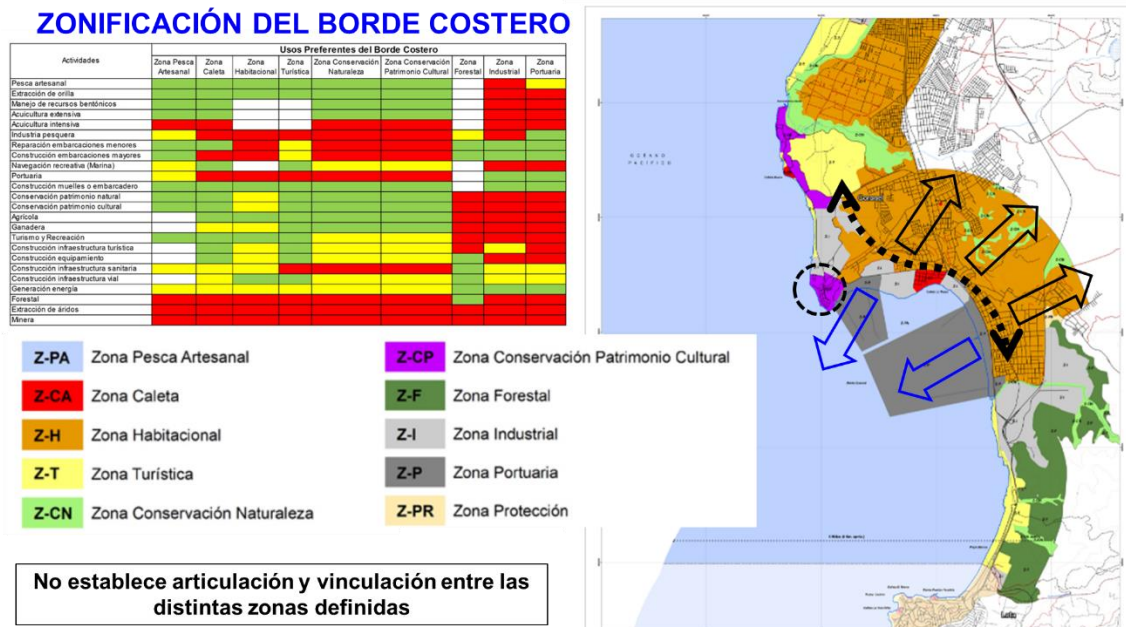 ZONIFICACIÓN DEL BORDE COSTERO
Actividades
Usos Preferentes del Borde Costero
Zona Pesca Artesanal
Zona Caleta
Zona Habitacional
Zona Turística
Zona Conservación Naturaleza
Zona Conservación Patrimonio Cultural
Zona Forestal
Zona Industrial
Zona Portuaria
Pesca artesanal
Extracción de orilla
Manejo de recursos bentónicos
Acuicultura extensiva
Acuicultura intensiva
Industria pesquera
Reparación embarcaciones menores
Construcción embarcaciones mayores
Navegación recreativa (Marina)
Portuaria
Construcción muelles o embarcadero
Conservación patrimonio natural
Conservación patrimonio cultural
Agrícola
Ganadera
Turismo y Recreación
Construcción infraestructura turística
Construcción equipamiento
Construcción infraestructura sanitaria
Construcción infraestructura vial
Generación energía
Forestal
Extracción de áridos
Minera
Z-PA Zona Pesca Artesanal
Z-CA Zona Caleta
Z-H Zona Habitacional
Z-T Zona Turística
Z-CN Zona Conservación Naturaleza
Z-CP Zona Conservación Patrimonio Cultural
Z-F Zona Forestal
Z-I Zona Industrial
Z-P Zona Portuaria
Z-PR Zona Protección
No establece articulación y vinculación entre las
distintas zonas definidas
OCÉANO
PACÍFICO
Coronel
Lota